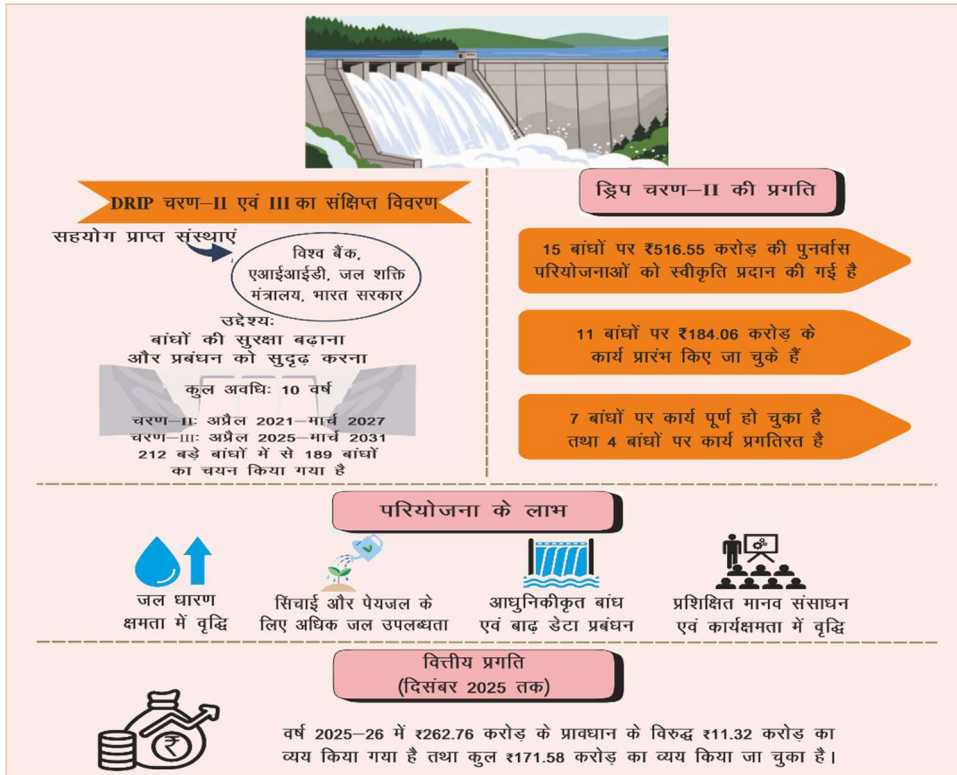 DRIP चरण–II एवं III का संक्षिप्त विवरण
सहयोग प्राप्त संस्थाएं
विश्व बैंक,
एआईआईडी, जल शक्ति
मंत्रालय, भारत सरकार
उद्देश्यः
बांधों की सुरक्षा बढ़ाना
और प्रबंधन को सुदृढ़ करना
कुल अवधिः 10 वर्ष
चरण–II: अप्रैल 2021–मार्च 2027
चरण–III: अप्रैल 2025–मार्च 2031
212 बड़े बांधों में से 189 बांधों
का चयन किया गया है
ड्रिप चरण–II की प्रगति
15 बांधों पर ₹516.55 करोड़ की पुनर्वास
परियोजनाओं को स्वीकृति प्रदान की गई है
11 बांधों पर ₹184.06 करोड़ के
कार्य प्रारंभ किए जा चुके हैं
7 बांधों पर कार्य पूर्ण हो चुका है
तथा 4 बांधों पर कार्य प्रगतिरत है
परियोजना के लाभ
जल धारण
क्षमता में वृद्धि
सिंचाई और पेयजल के
लिए अधिक जल उपलब्धता
आधुनिकीकृत बांध
एवं बाढ़ डेटा प्रबंधन
प्रशिक्षित मानव संसाधन
एवं कार्यक्षमता में वृद्धि
वित्तीय प्रगति
(दिसंबर 2025 तक)
₹
वर्ष 2025–26 में ₹262.76 करोड़ के प्रावधान के विरुद्ध ₹11.32 करोड़ का
व्यय किया गया है तथा कुल ₹171.58 करोड़ का व्यय किया जा चुका है।